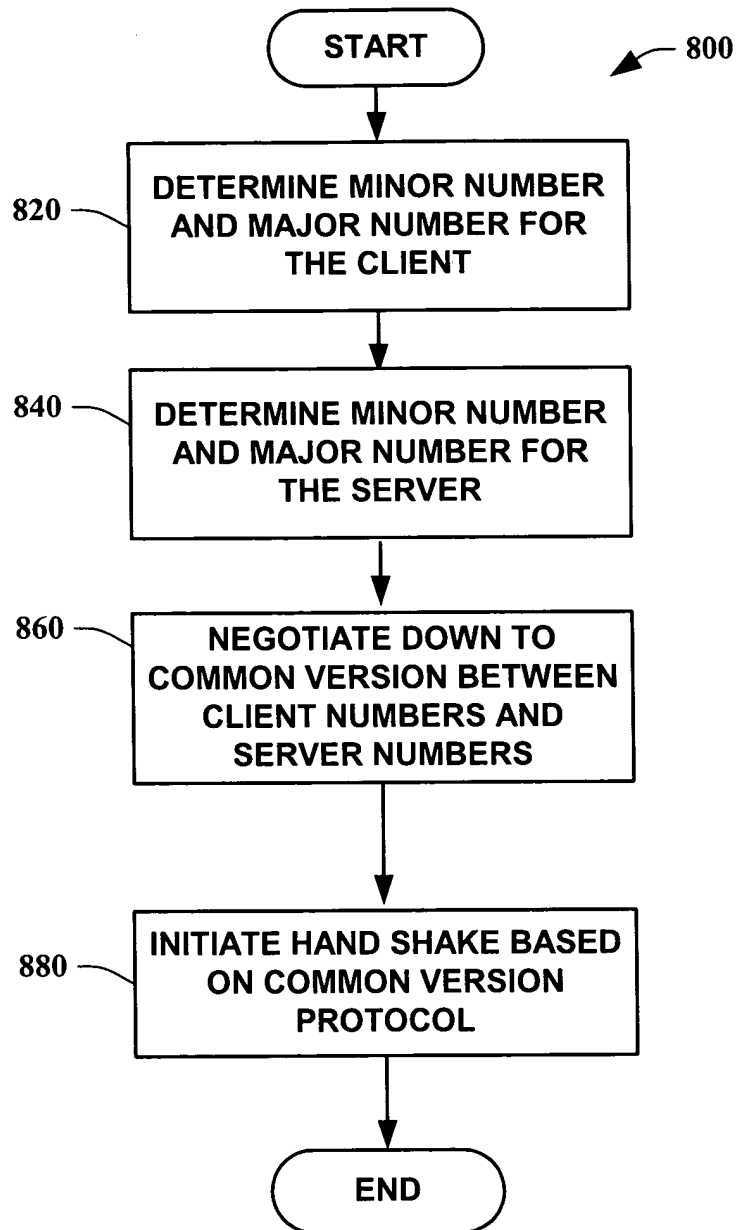 START
800
820
DETERMINE MINOR NUMBER
AND MAJOR NUMBER FOR
THE CLIENT
840
DETERMINE MINOR NUMBER
AND MAJOR NUMBER FOR
THE SERVER
860
NEGOTIATE DOWN TO
COMMON VERSION BETWEEN
CLIENT NUMBERS AND
SERVER NUMBERS
880
INITIATE HAND SHAKE BASED
ON COMMON VERSION
PROTOCOL
END